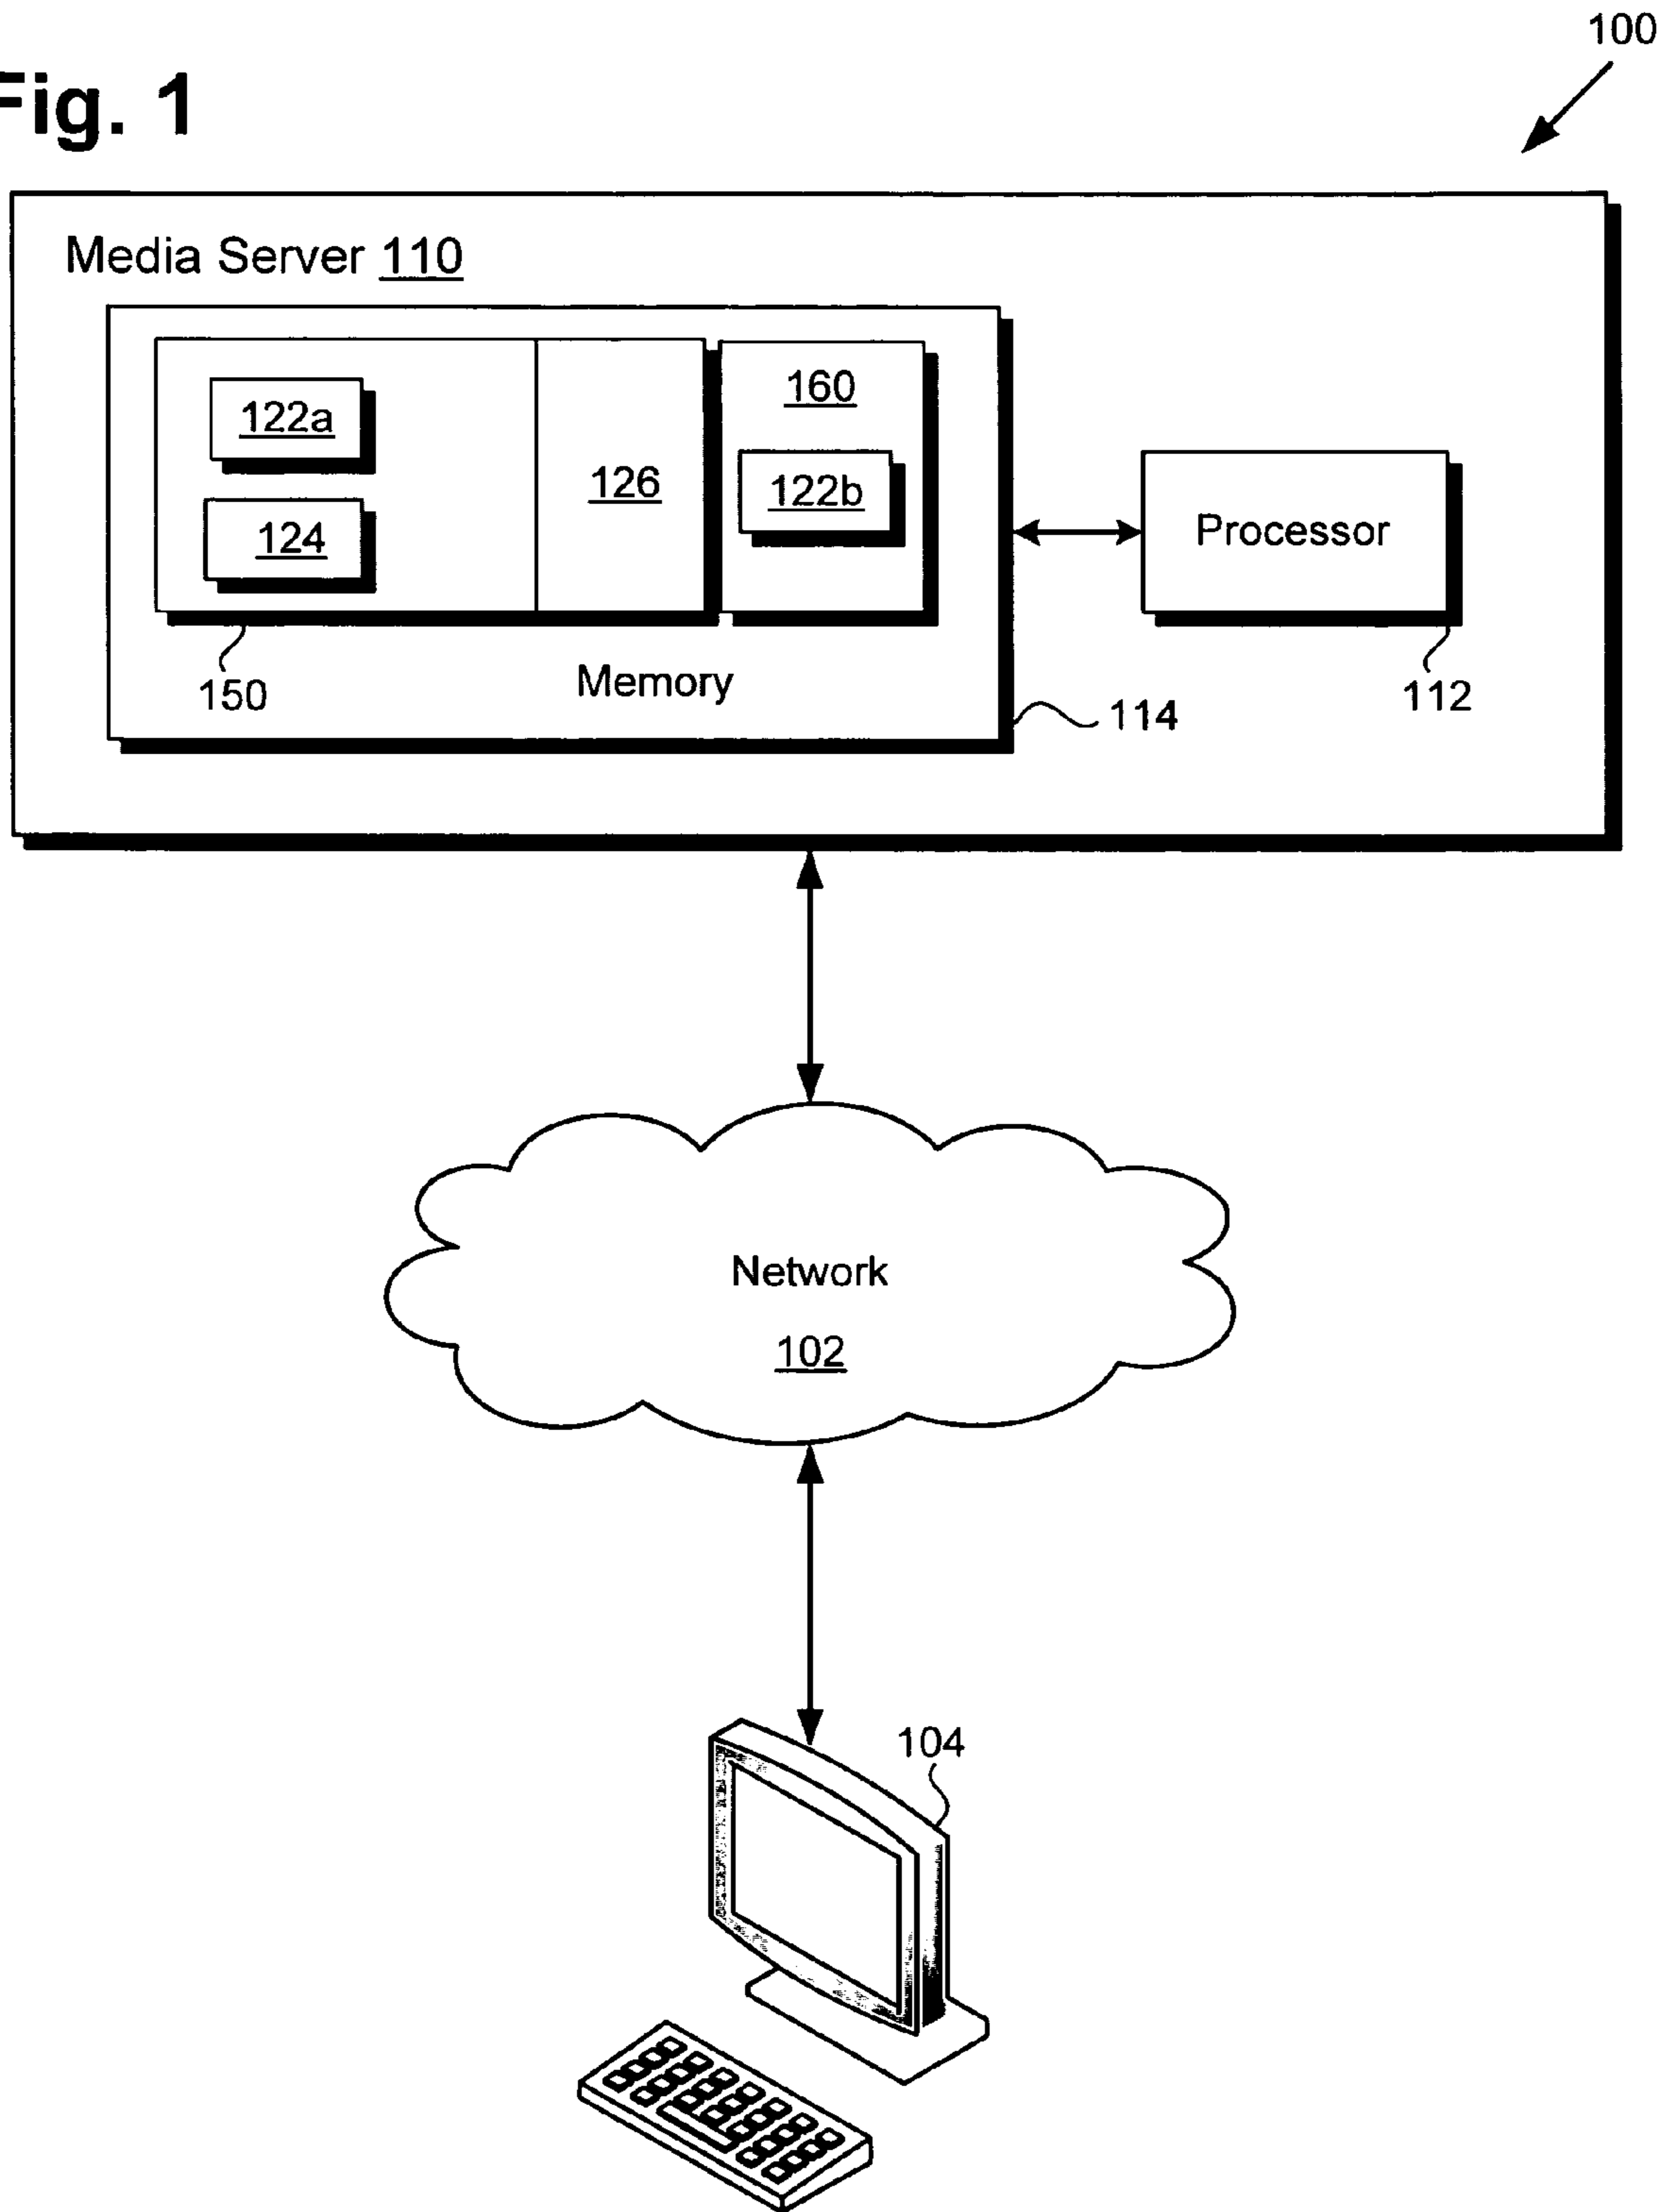 100
Fig. 1
Media Server 110
160
122a
126
122b
124
Processor
150
Memory
112
114
Network
102
104